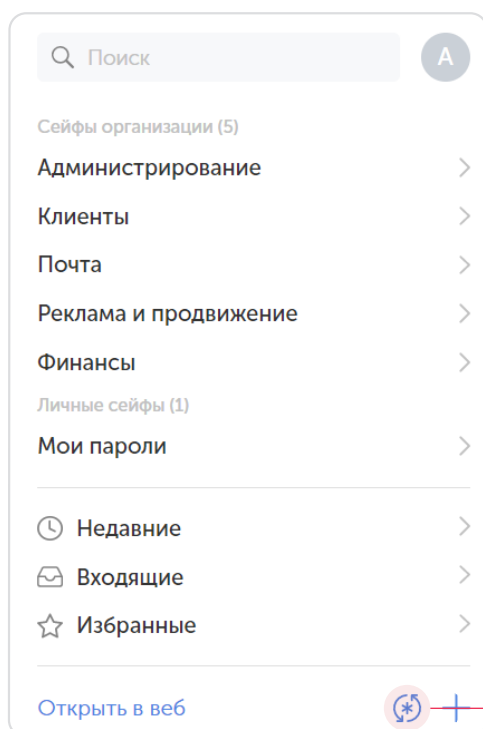 Поиск
A
Сейфы организации (5)
Администрирование
Клиенты
Почта
Реклама и продвижение
Финансы
Личные сейфы (1)
Мои пароли
Недавние
Входящие
Избранные
Открыть в веб